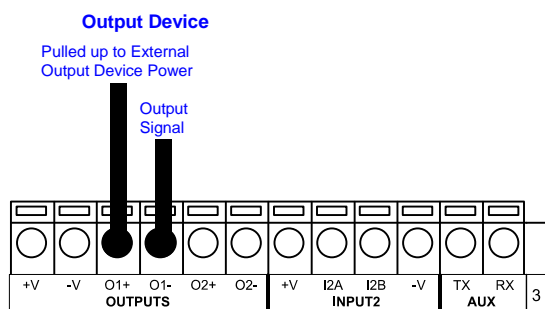 Output Device
Pulled up to External
Output Device Power
Output
Signal
+V -V O1+ O1- O2+ O2- +V I2A I2B -V TX RX
OUTPUTS INPUT2 AUX 3